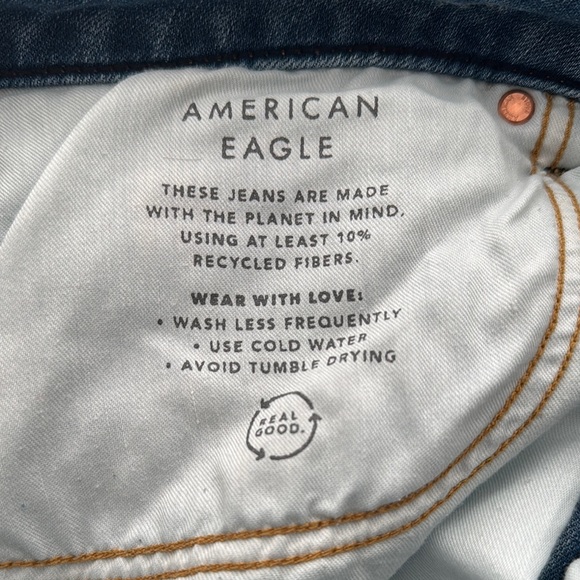 AMERICAN
EAGLE
THESE JEANS ARE MADE
WITH THE PLANET IN MIND,
USING AT LEAST 10%
RECYCLED FIBERS.
WEAR WITH LOVE:
• WASH LESS FREQUENTLY
• USE COLD WATER
• AVOID TUMBLE DRYING
REAL
GOOD.